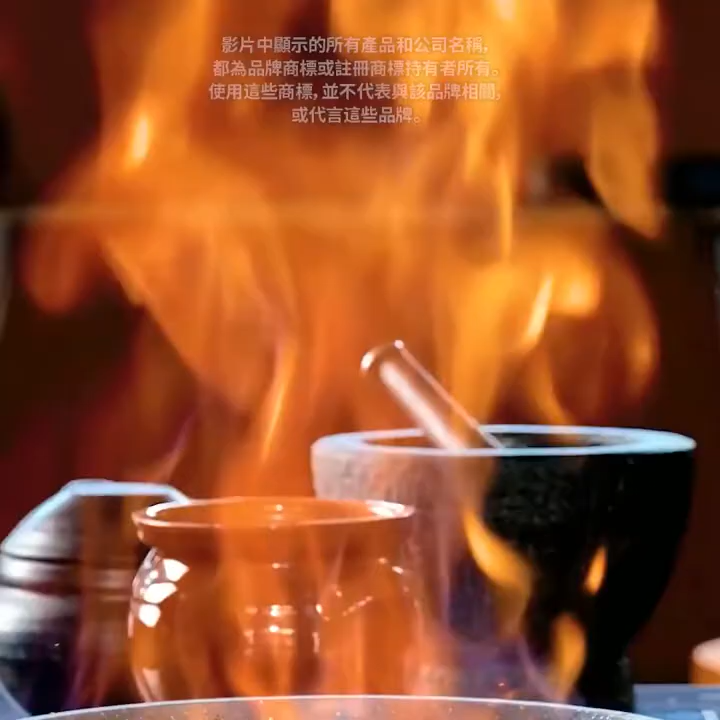 影片中顯示的所有產品和公司名稱,
都為品牌商標或註冊商標持有者所有。
使用這些商標, 並不代表與該品牌相關,
或代言這些品牌。